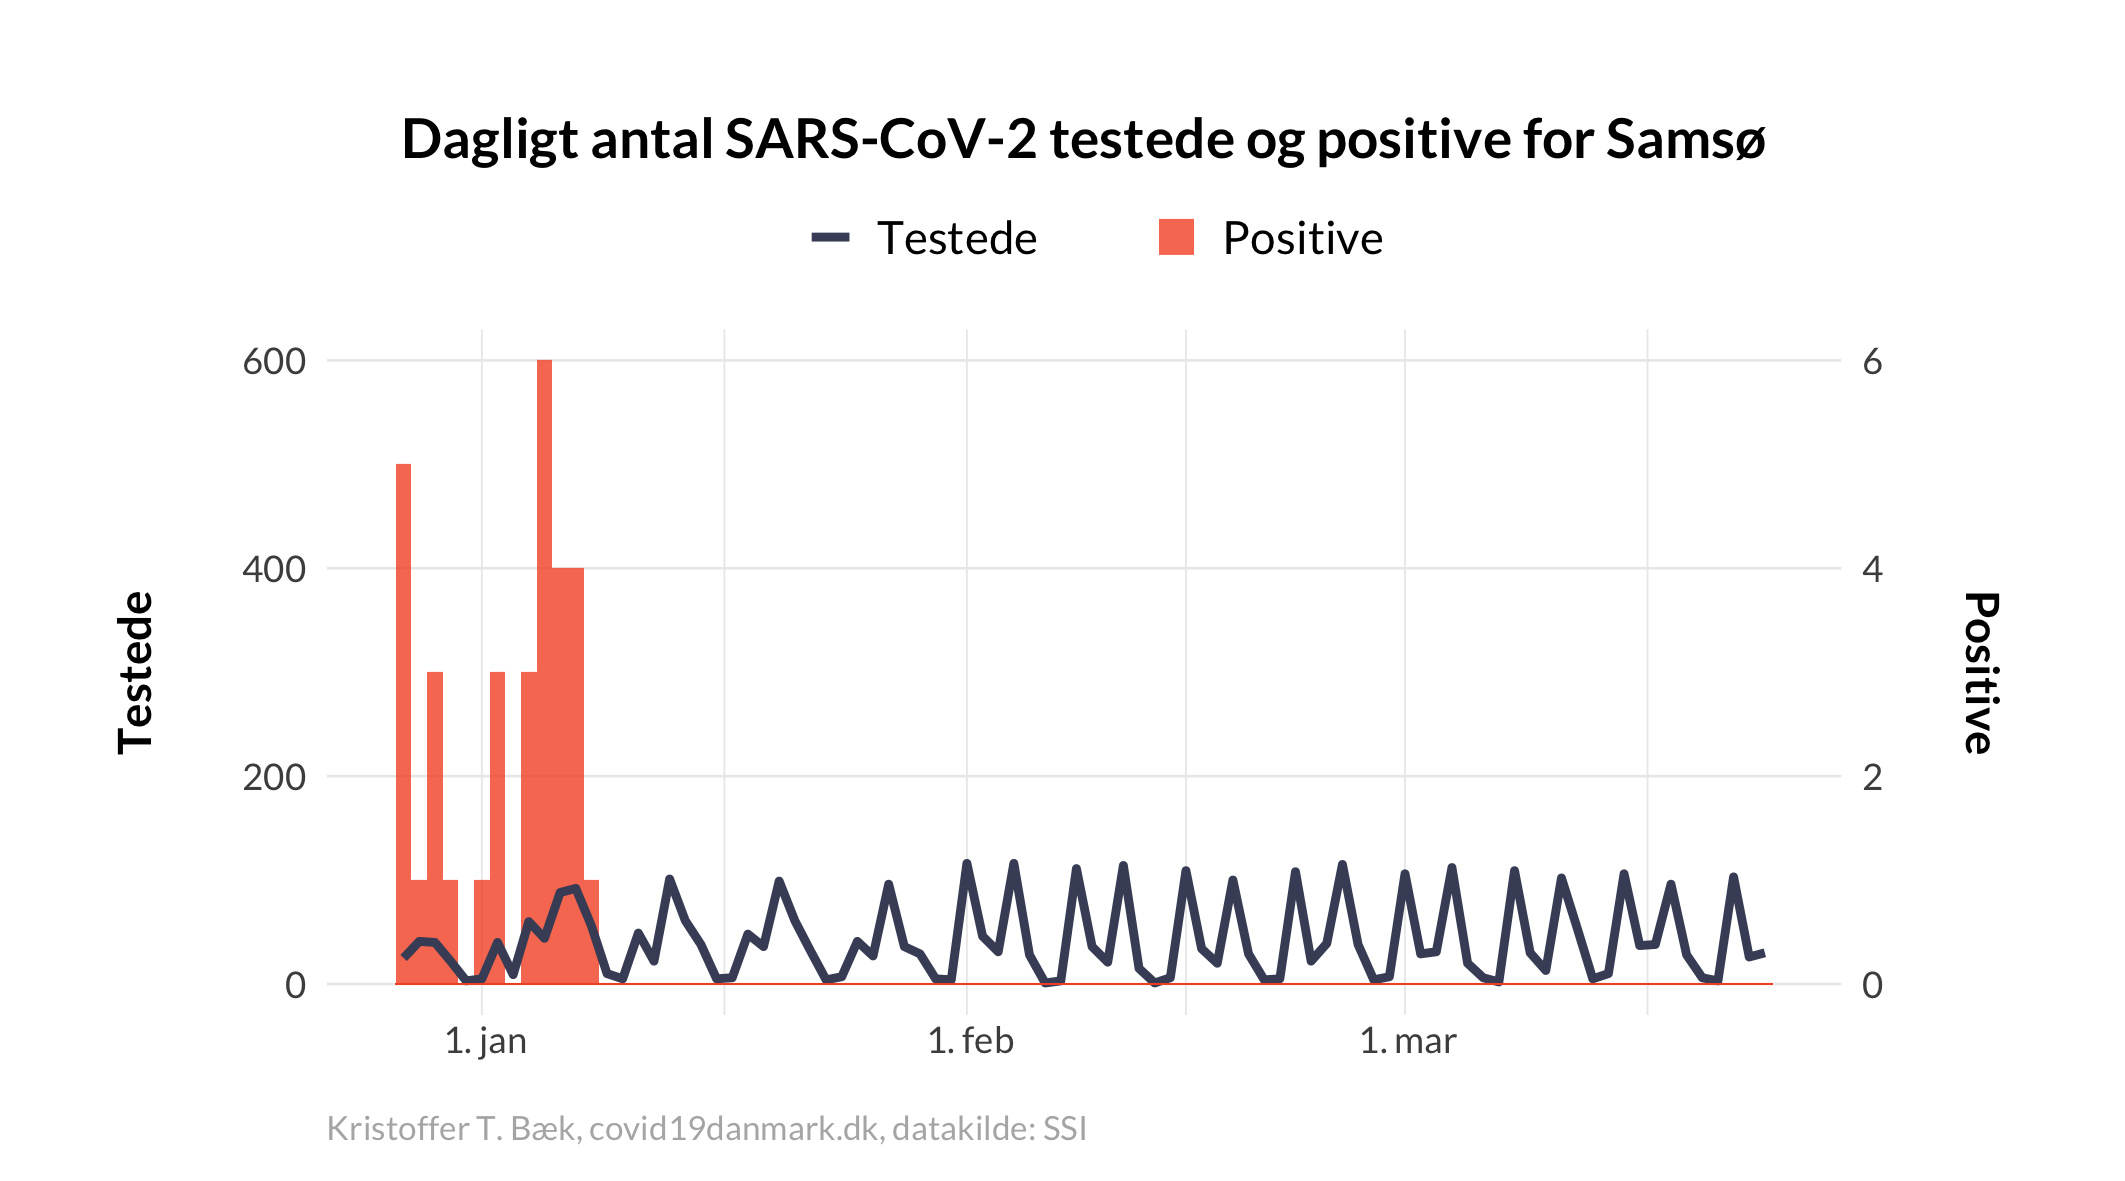 Dagligt antal SARS-CoV-2 testede og positive for Samsø
Testede
Positive
600
400
200
0
6
4
2
0
Testede
Positive
1. jan
1. feb
1. mar
Kristoffer T. Bæk, covid19danmark.dk, datakilde: SSI